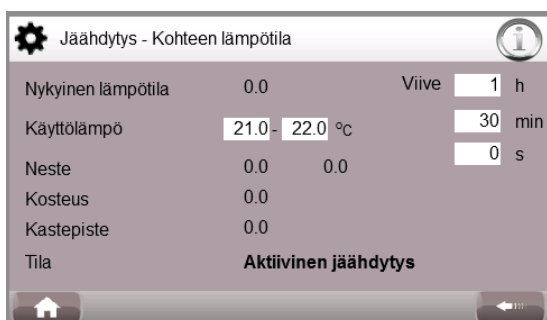 Jäähdytys - Kohteen lämpötila
Nykyinen lämpötila 0.0 Viive 1 h
Käyttölämpö 21.0 - 22.0 °C 30 min
0 s
Neste 0.0 0.0
Kosteus 0.0
Kastepiste 0.0
Tila Aktiivinen jäähdytys